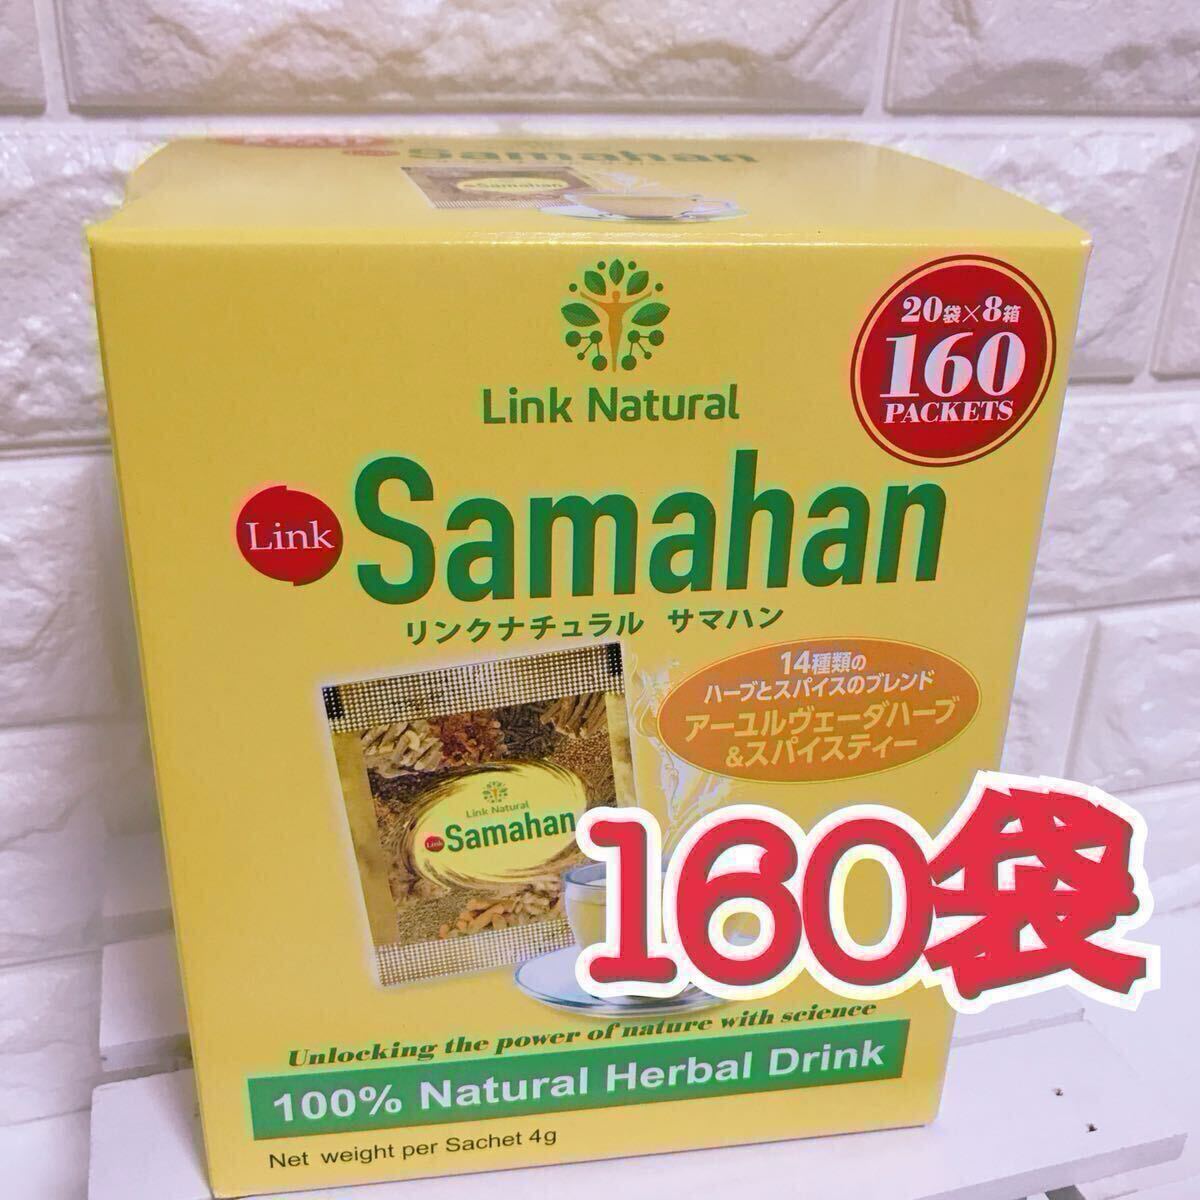 Samahan
Samahan
20袋×8箱
160
PACKETS
Link Natural
Link
Samahan
リンクナチュラル サマハン
14種類の
ハーブとスパイスのブレンド
アーユルヴェーダハーブ
&スパイスティー
Link Natural
Link
Samahan
160袋
Unlocking the power of nature with science
100% Natural Herbal Drink
Net weight per Sachet 4g